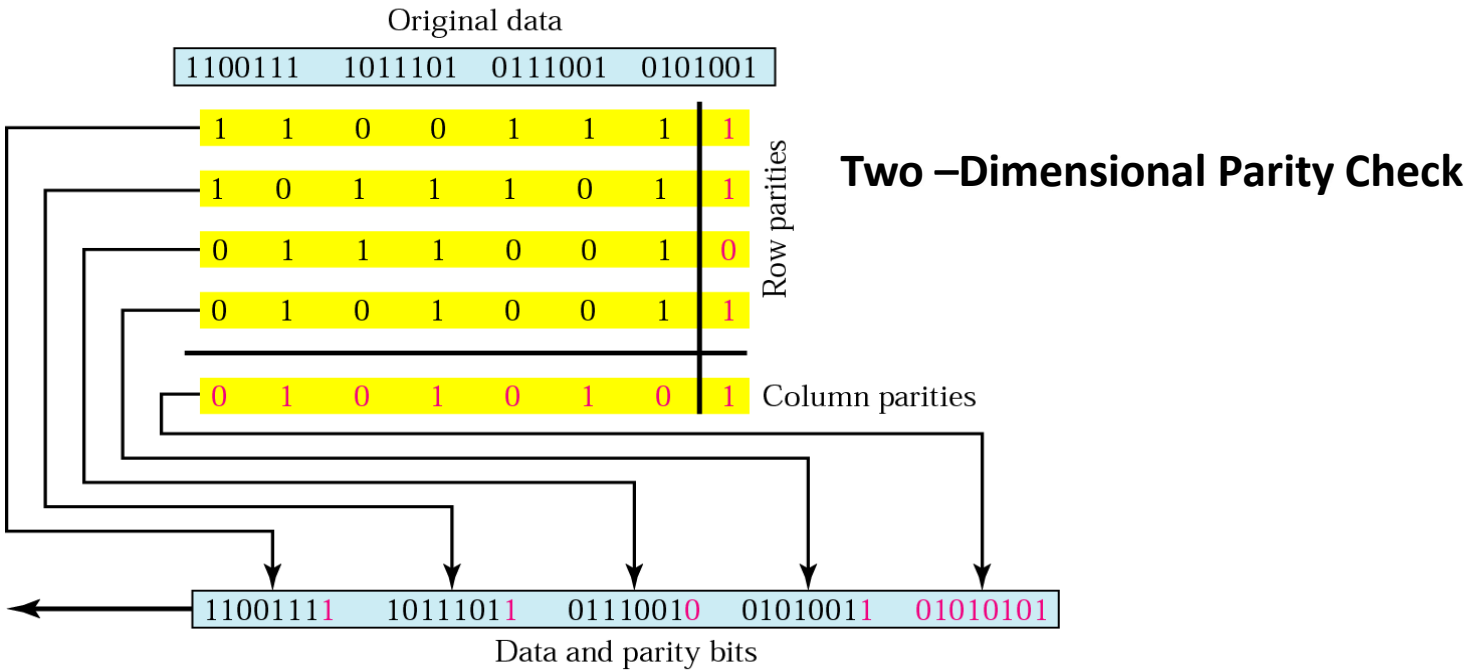 Original data
1100111 1011101 0111001 0101001
1 1 0 0 1 1 1 1
1 0 1 1 1 0 1 1
0 1 1 1 0 0 1 0
0 1 0 1 0 0 1 1
Row parities
Two –Dimensional Parity Check
0 1 0 1 0 1 0 1 Column parities
11001111 10111011 01110010 01010011 01010101
Data and parity bits